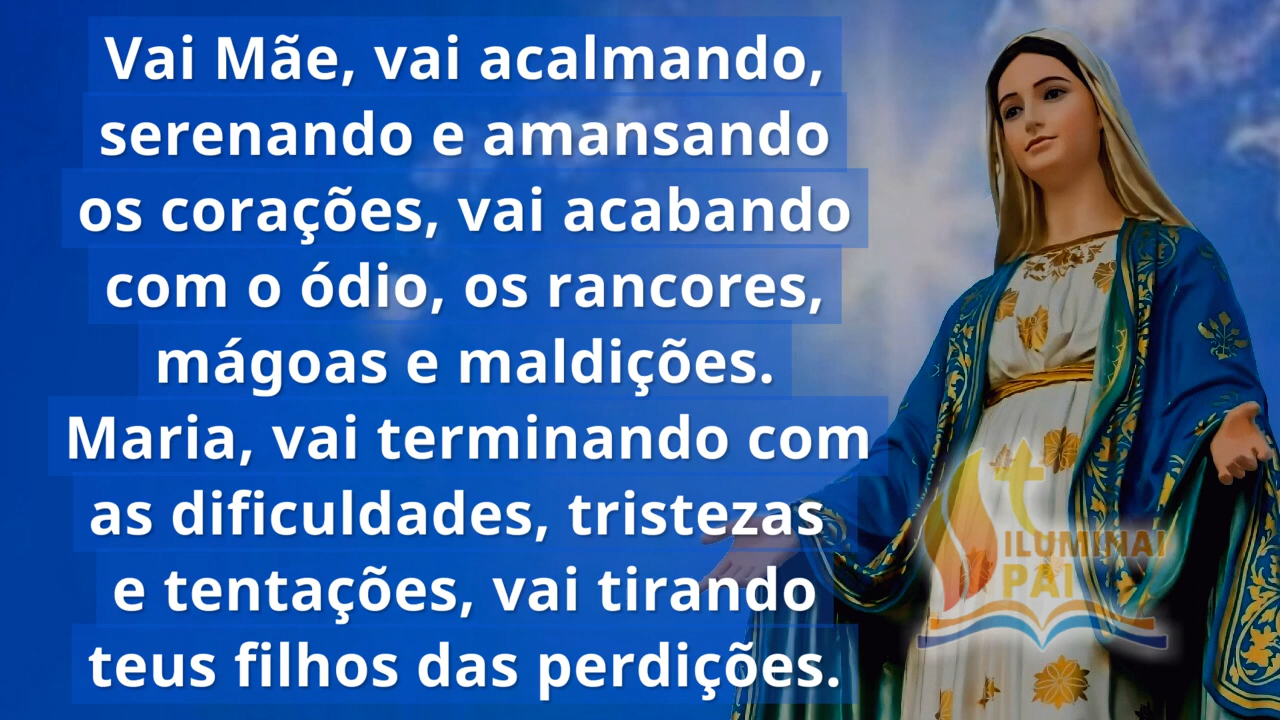 Vai Mãe, vai acalmando,
serenando e amansando
os corações, vai acabando
com o ódio, os rancores,
mágoas e maldições.
Maria, vai terminando com
as dificuldades, tristezas
e tentações, vai tirando
teus filhos das perdições.
ILUMINAI
PAI